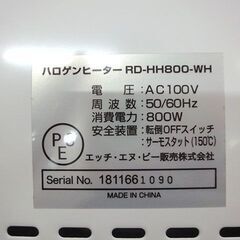 ハロゲンヒーター RD-HH800-WH
電圧：AC100V
周波数：50/60Hz
消費電力：800W
安全装置：転倒OFFスイッチ
サーモスタット(150℃)
PSE
エッチ・エヌ・ピー販売株式会社
Serial No. 1811661090
MADE IN CHINA